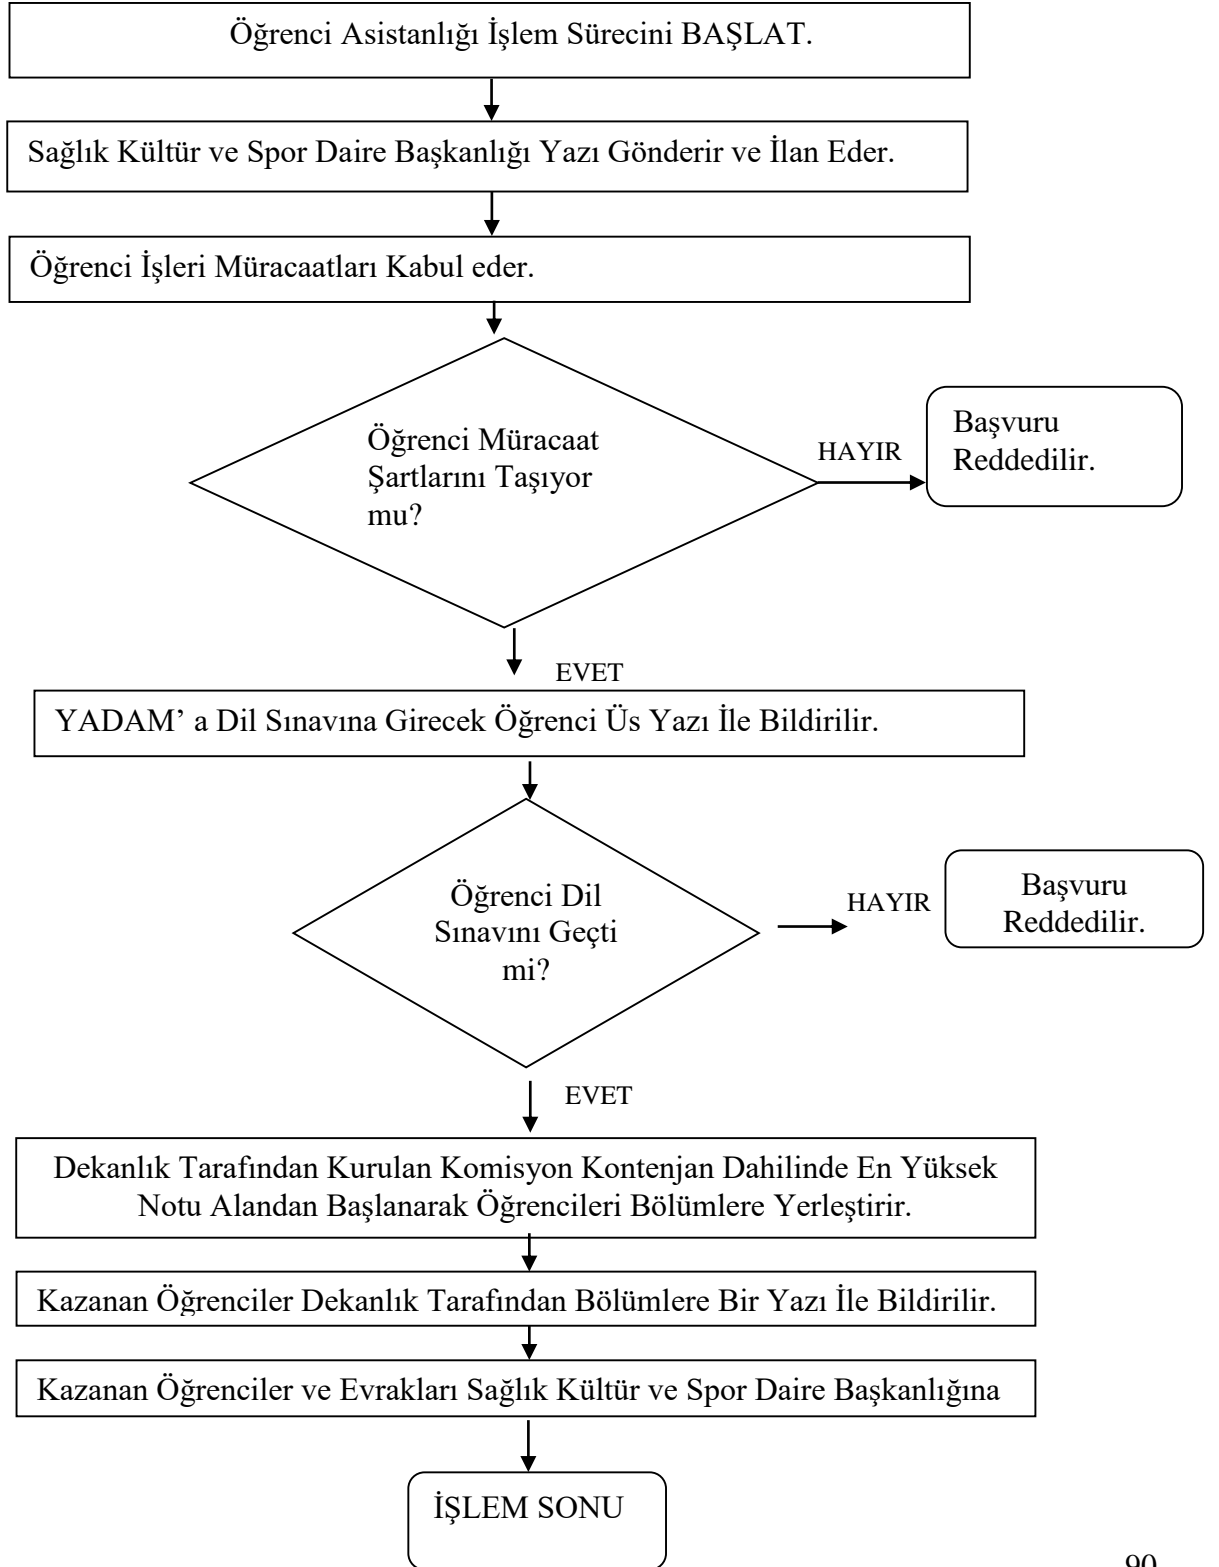 Öğrenci Asistanlığı İşlem Sürecini BAŞLAT.
Sağlık Kültür ve Spor Daire Başkanlığı Yazı Gönderir ve İlan Eder.
Öğrenci İşleri Müracaatları Kabul eder.
Öğrenci Müracaat
Şartlarını Taşıyor
mu?
HAYIR
Başvuru
Reddedilir.
EVET
YADAM’ a Dil Sınavına Girecek Öğrenci Üs Yazı İle Bildirilir.
Öğrenci Dil
Sınavını Geçti
mi?
HAYIR
Başvuru
Reddedilir.
EVET
Dekanlık Tarafından Kurulan Komisyon Kontenjan Dahilinde En Yüksek
Notu Alandan Başlanarak Öğrencileri Bölümlere Yerleştirir.
Kazanan Öğrenciler Dekanlık Tarafından Bölümlere Bir Yazı İle Bildirilir.
Kazanan Öğrenciler ve Evrakları Sağlık Kültür ve Spor Daire Başkanlığına
İŞLEM SONU
90